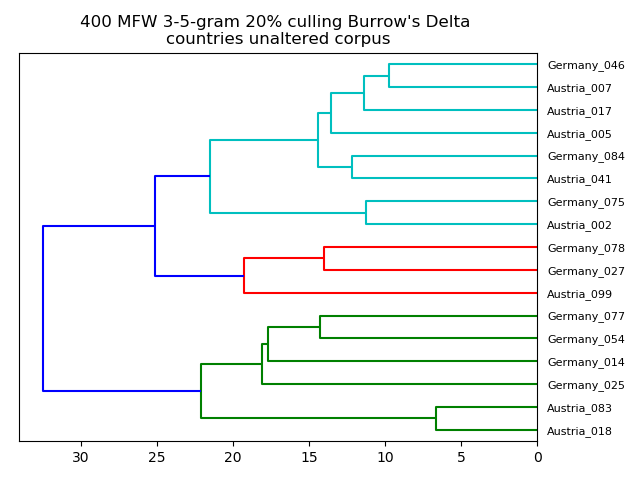 400 MFW 3-5-gram 20% culling Burrow's Delta
countries unaltered corpus
Germany_046
Austria_007
Austria_017
Austria_005
Germany_084
Austria_041
Germany_075
Austria_002
Germany_078
Germany_027
Austria_099
Germany_077
Germany_054
Germany_014
Germany_025
Austria_083
Austria_018
30 25 20 15 10 5 0